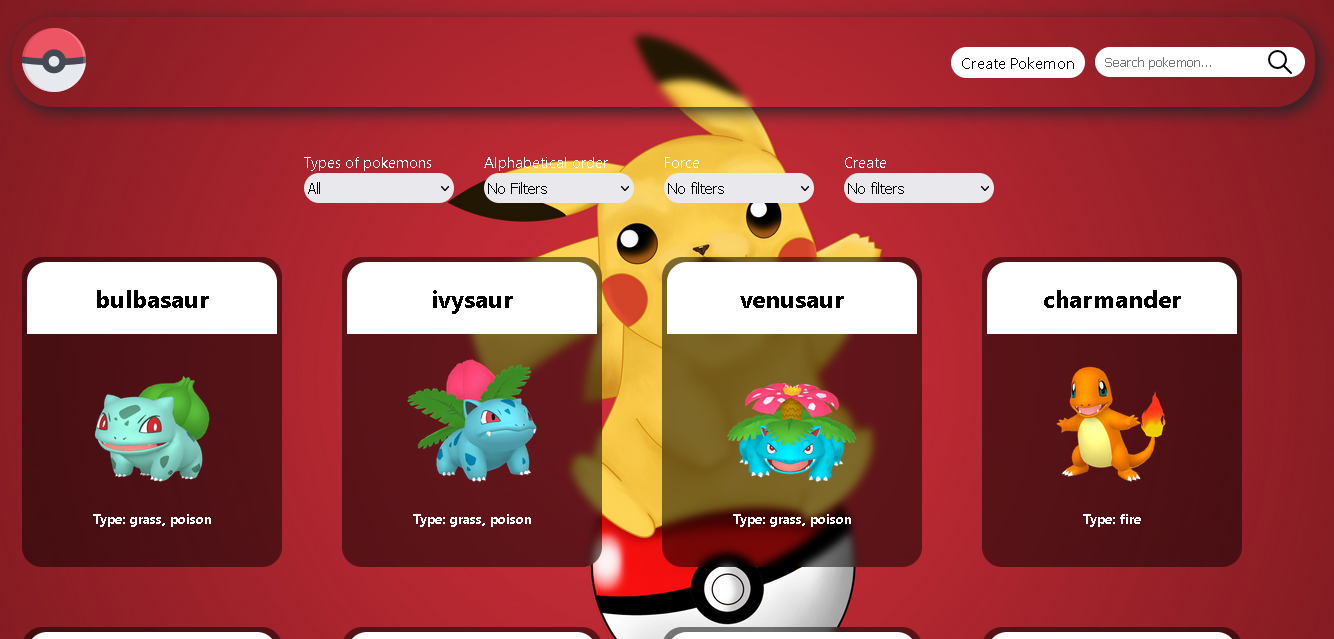 Create Pokemon
Search pokemon...
Types of pokemons
Alphabetical order
Force
Create
All
No Filters
No filters
No filters
bulbasaur
ivysaur
venusaur
charmander
Type: grass, poison
Type: grass, poison
Type: grass, poison
Type: fire